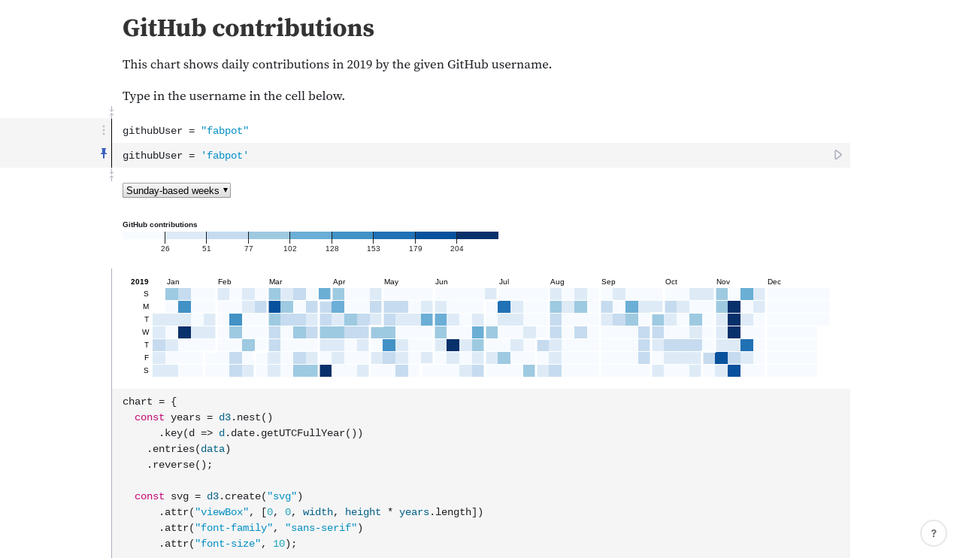 GitHub contributions
This chart shows daily contributions in 2019 by the given GitHub username.
Type in the username in the cell below.
githubUser = "fabpot"
githubUser = 'fabpot'
Sunday-based weeks
GitHub contributions
26 51 77 102 128 153 179 204
2019 Jan Feb Mar Apr May Jun Jul Aug Sep Oct Nov Dec
S
M
T
W
T
F
S
chart = {
const years = d3.nest()
.key(d => d.date.getUTCFullYear())
.entries(data)
.reverse();
const svg = d3.create("svg")
.attr("viewBox", [0, 0, width, height * years.length])
.attr("font-family", "sans-serif")
.attr("font-size", 10);
?